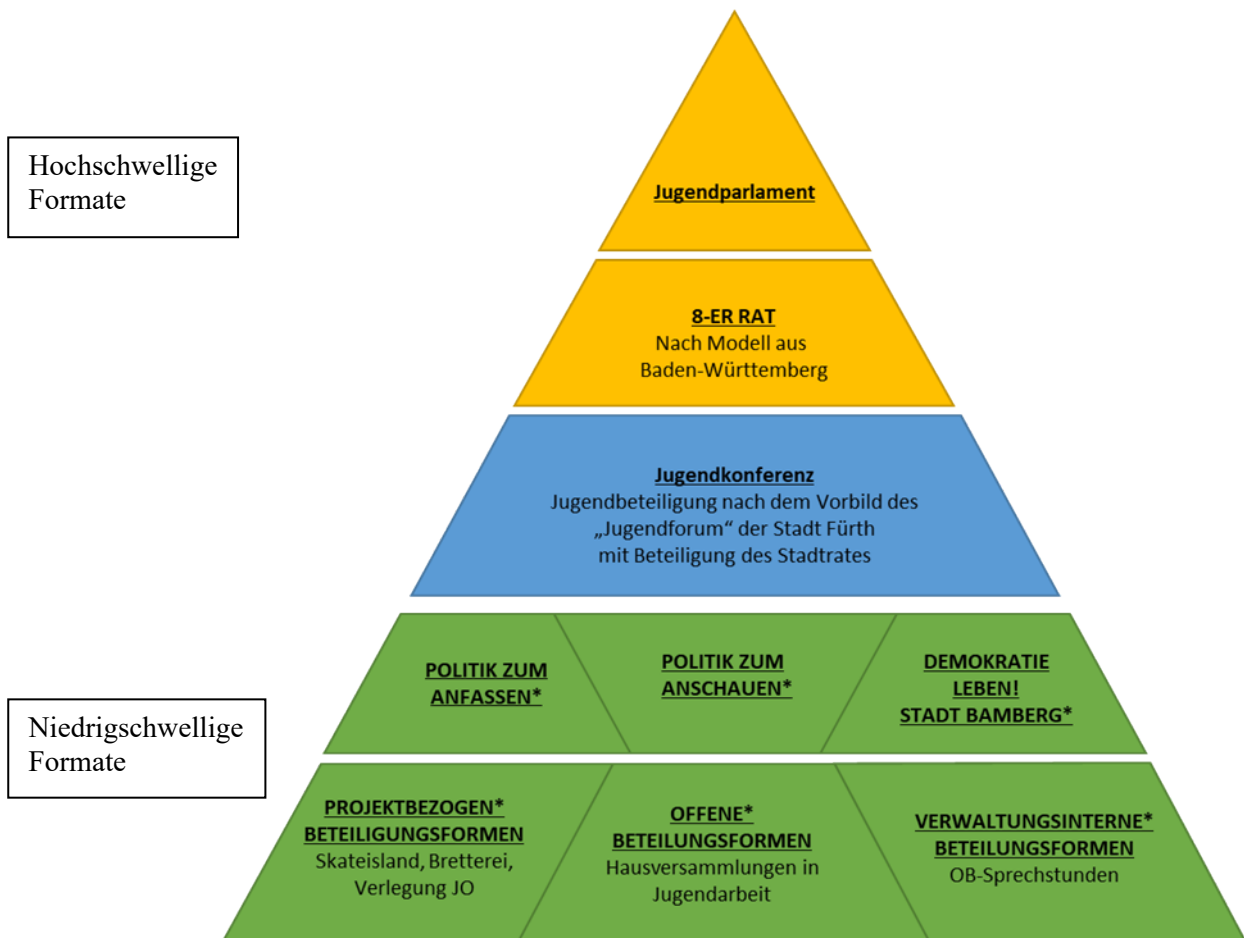 Hochschwellige
Formate
Jugendparlament
8-ER RAT
Nach Modell aus
Baden-Württemberg
Jugendkonferenz
Jugendbeteiligung nach dem Vorbild des
„Jugendforum“ der Stadt Fürth
mit Beteiligung des Stadtrates
Niedrigschwellige
Formate
POLITIK ZUM
ANFASSEN*
POLITIK ZUM
ANSCHAUEN*
DEMOKRATIE
LEBEN!
STADT BAMBERG*
PROJEKTBEZOGEN*
BETEILIGUNGSFORMEN
Skateisland, Bretterei,
Verlegung JO
OFFENE*
BETEILUNGSFORMEN
Hausversammlungen in
Jugendarbeit
VERWALTUNGSINTERNE*
BETEILUNGSFORMEN
OB-Sprechstunden